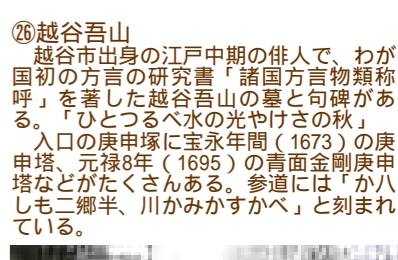 ㉖越谷吾山
　越谷市出身の江戸中期の俳人で、わが
国初の方言の研究書「諸国方言物類称
呼」を著した越谷吾山の墓と句碑があ
る。「ひとつるべ水の光やけさの秋」
　入口の庚申塚に宝永年間（1673）の庚
申塔、元禄8年（1695）の青面金剛庚申
塔などがたくさんある。参道には「か八
しも二郷半、川かみかすかべ」と刻まれ
ている。